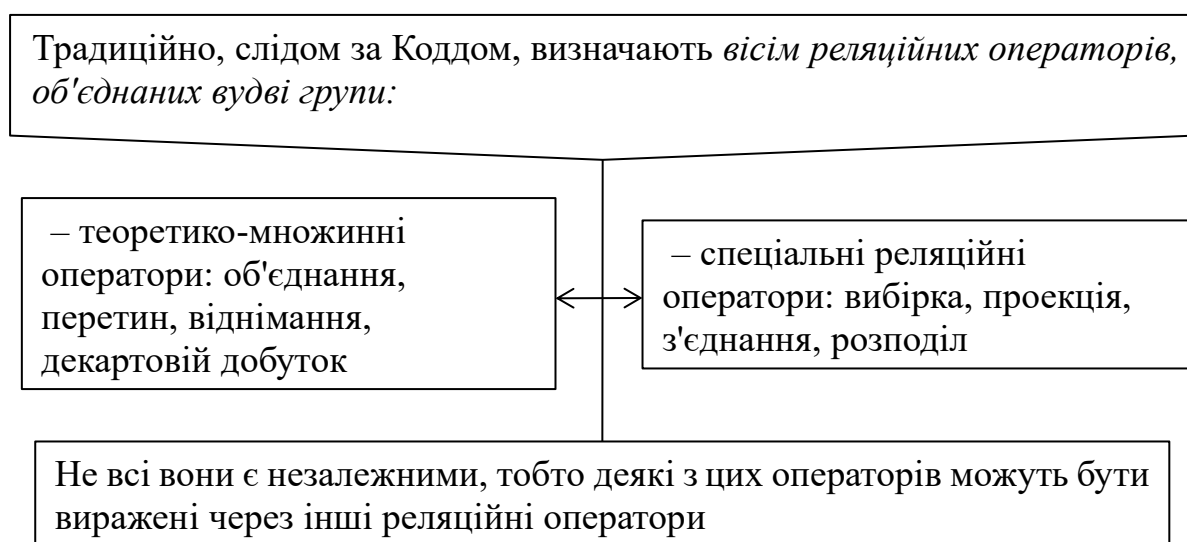 Традиційно, слідом за Коддом, визначають вісім реляційних операторів,
об'єднаних вудві групи:
– теоретико-множинні
оператори: об'єднання,
перетин, віднімання,
декартовій добуток
– спеціальні реляційні
оператори: вибірка, проекція,
з'єднання, розподіл
Не всі вони є незалежними, тобто деякі з цих операторів можуть бути
виражені через інші реляційні оператори